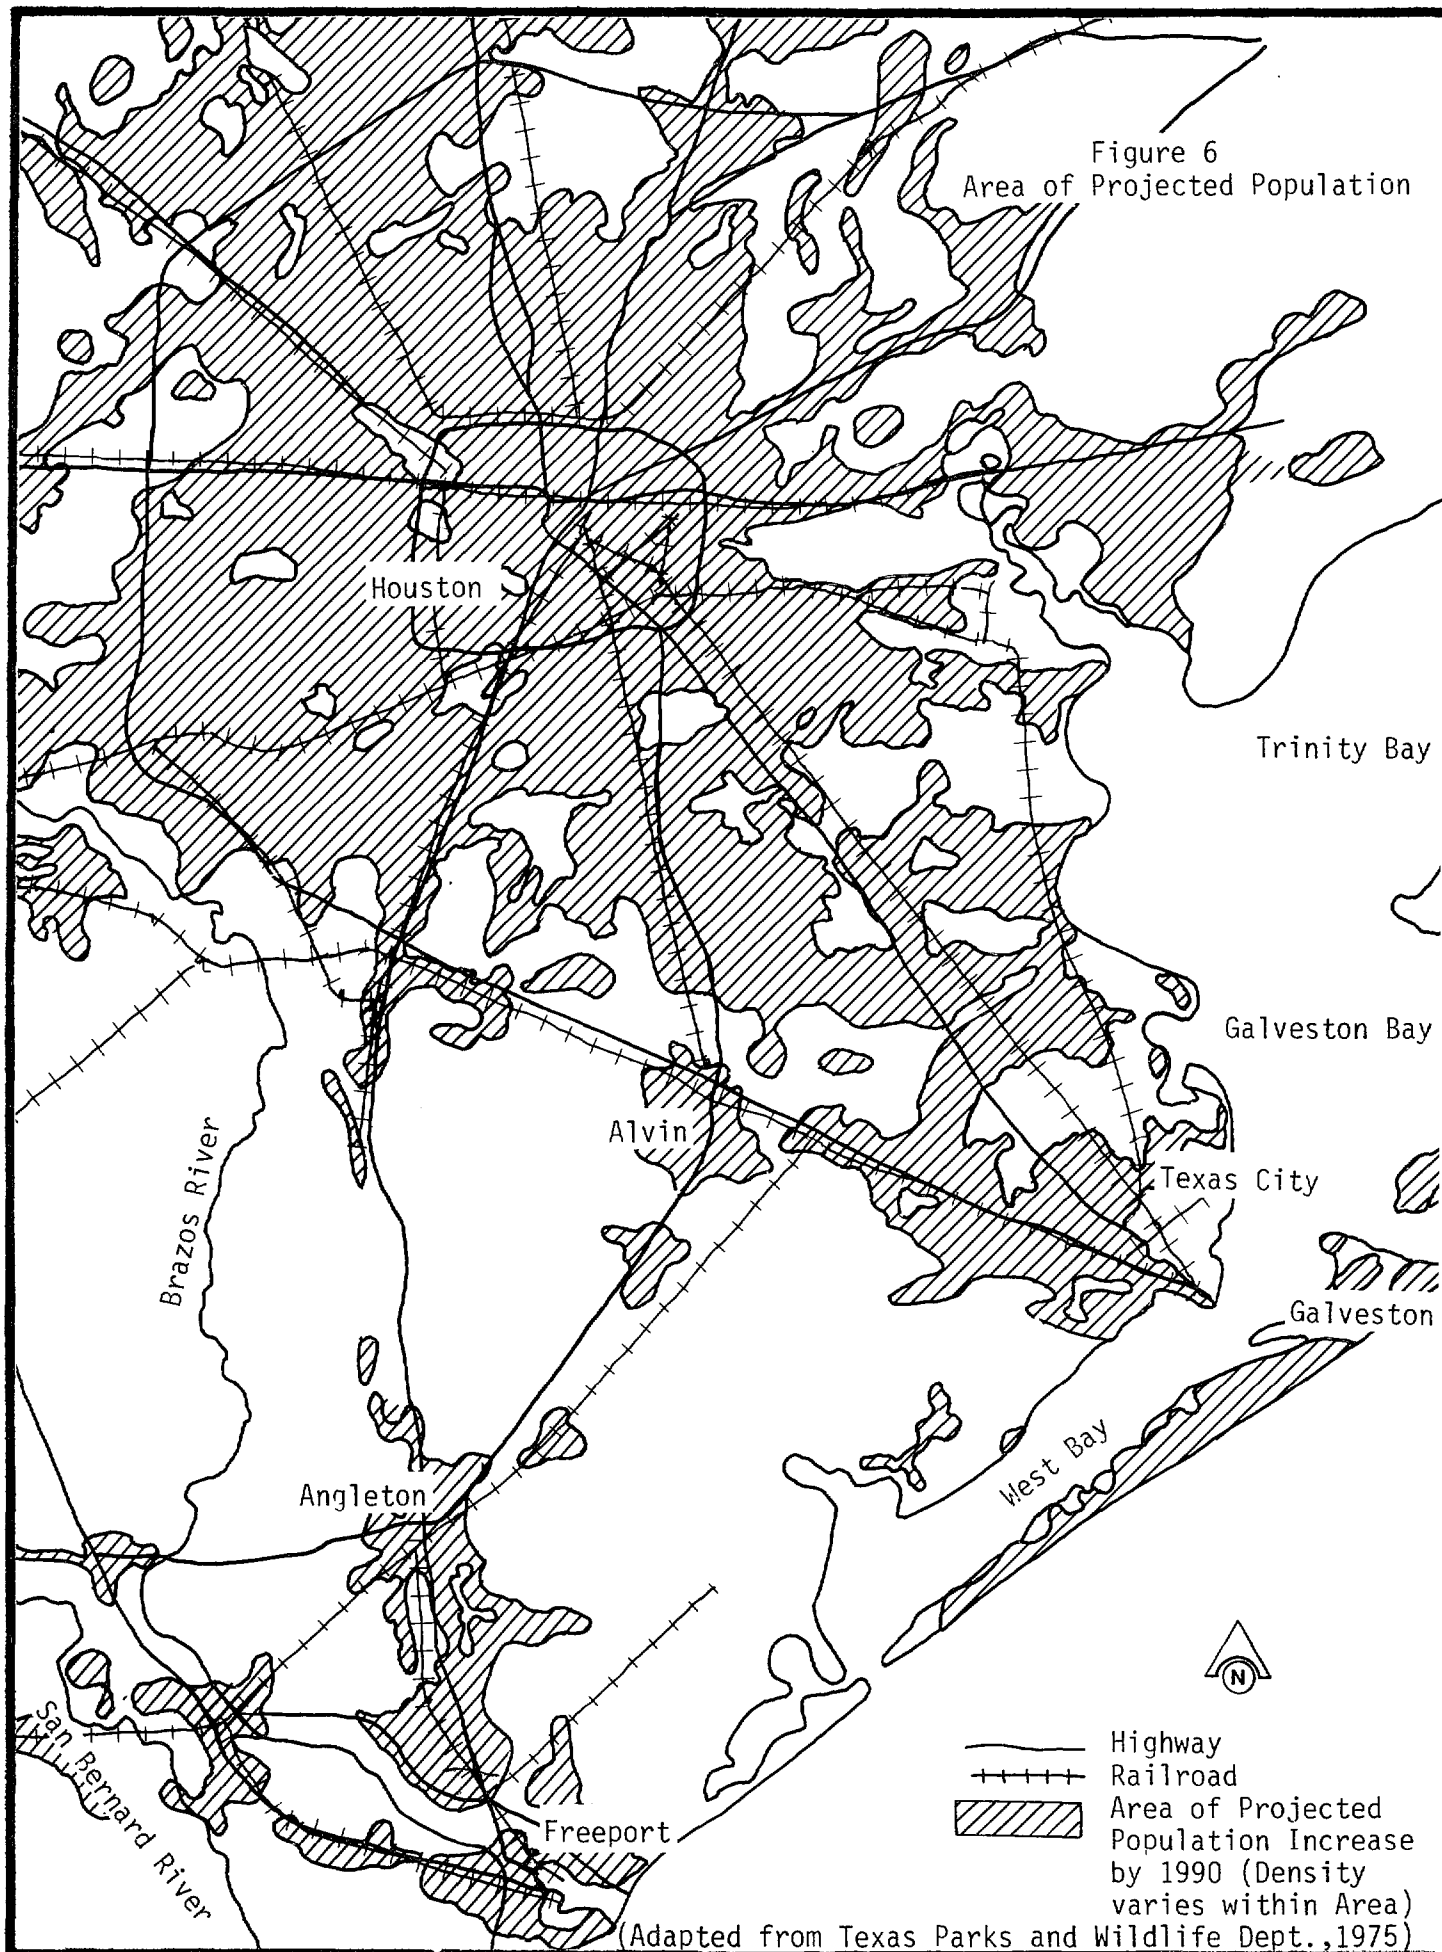 Figure 6
Area of Projected Population
Houston
Trinity Bay
Galveston Bay
Alvin
Brazos River
Texas City
Galveston
West Bay
Angleton
N
San Bernard River
Freeport
Highway
Railroad
Area of Projected
Population Increase
by 1990 (Density
varies within Area)
(Adapted from Texas Parks and Wildlife Dept.,1975)